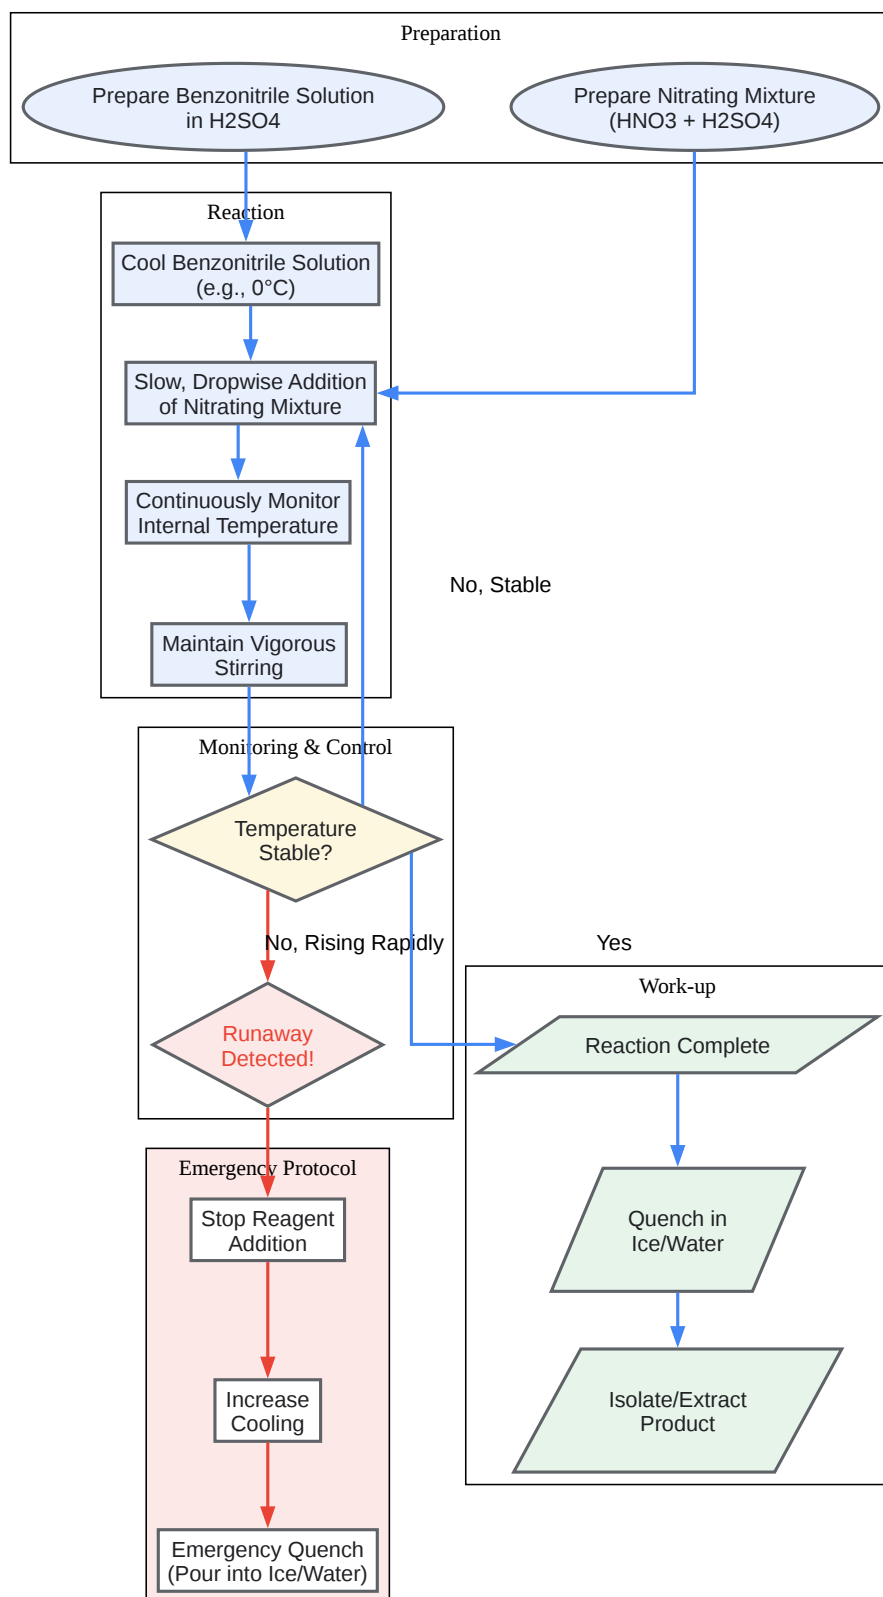 Preparation
Prepare Benzonitrile Solution
in H2SO4
Prepare Nitrating Mixture
(HNO3 + H2SO4)
Reaction
Cool Benzonitrile Solution
(e.g., 0°C)
Slow, Dropwise Addition
of Nitrating Mixture
Continuously Monitor
Internal Temperature
No, Stable
Maintain Vigorous
Stirring
Monitoring & Control
Temperature
Stable?
No, Rising Rapidly
Yes
Work-up
Runaway
Detected!
Reaction Complete
Emergency Protocol
Stop Reagent
Addition
Quench in
Ice/Water
Increase
Cooling
Isolate/Extract
Product
Emergency Quench
(Pour into Ice/Water)